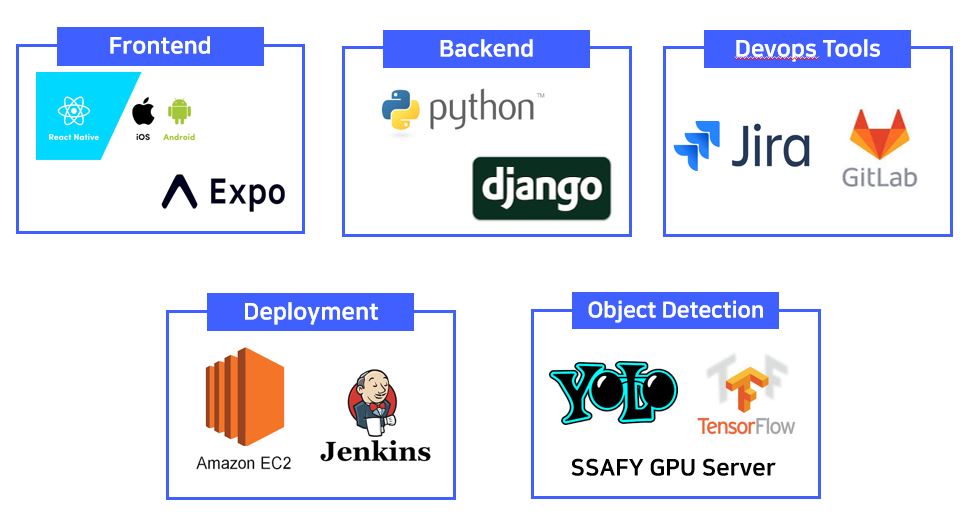 Frontend
React Native
iOS
Android
Expo
Backend
python™
django
Devops Tools
Jira
GitLab
Deployment
Amazon EC2
Jenkins
Object Detection
YOLO
TF
TensorFlow
SSAFY GPU Server